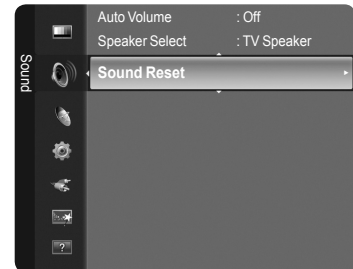 Sound
Auto Volume : Off
Speaker Select : TV Speaker
Sound Reset
?